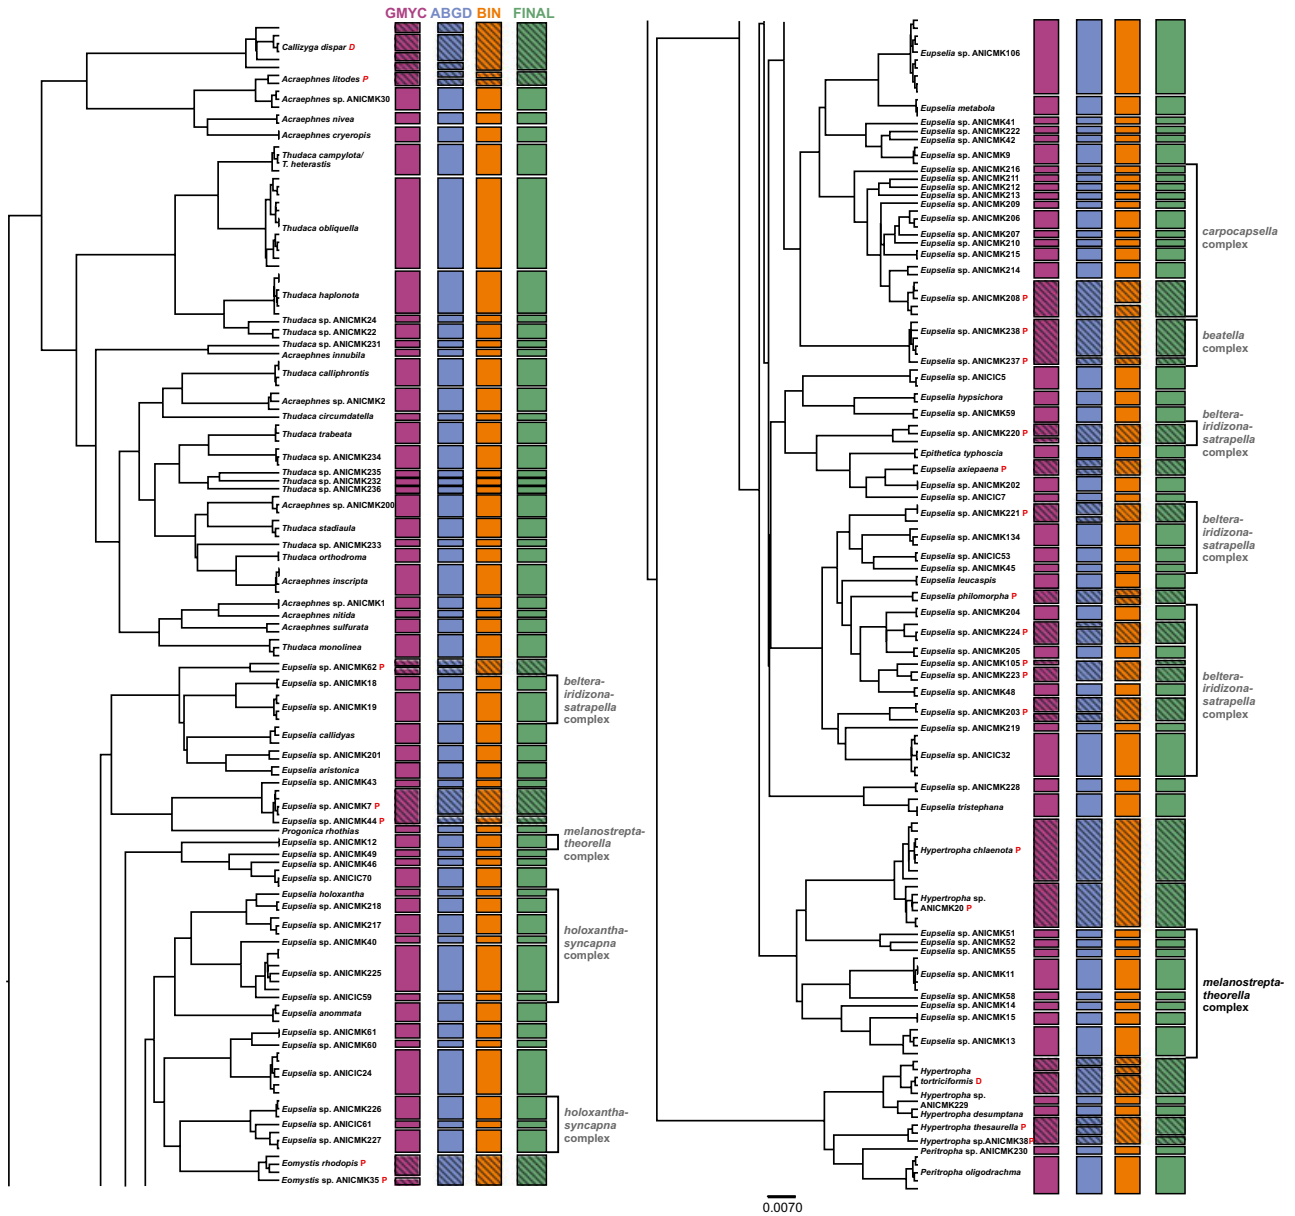 GMYC ABGD BIN FINAL
Callizyga dispar D
Acraephnes litodes P
Acraephnes sp. ANICMK30
Acraephnes nivea
Acraephnes cryeropis
Thudaca campylota/
T. heterastis
Thudaca obliquella
Thudaca haplonota
Thudaca sp. ANICMK24
Thudaca sp. ANICMK22
Thudaca sp. ANICMK231
Acraephnes innubila
Thudaca calliphrontis
Acraephnes sp. ANICMK2
Thudaca circumdatella
Thudaca trabeata
Thudaca sp. ANICMK234
Thudaca sp. ANICMK235
Thudaca sp. ANICMK232
Thudaca sp. ANICMK236
Acraephnes sp. ANICMK200
Thudaca stadiaula
Thudaca sp. ANICMK233
Thudaca orthodroma
Acraephnes inscripta
Acraephnes sp. ANICMK1
Acraephnes nitida
Acraephnes sulfurata
Thudaca monolinea
Eupselia sp. ANICMK62 P
Eupselia sp. ANICMK18
Eupselia sp. ANICMK19
Eupselia callidyas
Eupselia sp. ANICMK201
Eupselia aristonica
Eupselia sp. ANICMK43
Eupselia sp. ANICMK7 P
Eupselia sp. ANICMK44 P
Progonica rhothias
Eupselia sp. ANICMK12
Eupselia sp. ANICMK49
Eupselia sp. ANICMK46
Eupselia sp. ANICIC70
Eupselia holoxantha
Eupselia sp. ANICMK218
Eupselia sp. ANICMK217
Eupselia sp. ANICMK40
Eupselia sp. ANICMK225
Eupselia sp. ANICIC59
Eupselia anommata
Eupselia sp. ANICMK61
Eupselia sp. ANICMK60
Eupselia sp. ANICIC24
Eupselia sp. ANICMK226
Eupselia sp. ANICIC61
Eupselia sp. ANICMK227
Eomystis rhodopis P
Eomystis sp. ANICMK35 P
beltera-
iridizona-
satrapella
complex
melanostrepta-
theorella
complex
holoxantha-
syncapna
complex
holoxantha-
syncapna
complex
Eupselia sp. ANICMK106
Eupselia metabola
Eupselia sp. ANICMK41
Eupselia sp. ANICMK222
Eupselia sp. ANICMK42
Eupselia sp. ANICMK9
Eupselia sp. ANICMK216
Eupselia sp. ANICMK211
Eupselia sp. ANICMK212
Eupselia sp. ANICMK213
Eupselia sp. ANICMK209
Eupselia sp. ANICMK206
Eupselia sp. ANICMK207
Eupselia sp. ANICMK210
Eupselia sp. ANICMK215
Eupselia sp. ANICMK214
Eupselia sp. ANICMK208 P
Eupselia sp. ANICMK238 P
Eupselia sp. ANICMK237 P
Eupselia sp. ANICIC5
Eupselia hypsichora
Eupselia sp. ANICMK59
Eupselia sp. ANICMK220 P
Epithetica typhoscia
Eupselia axiepaena P
Eupselia sp. ANICMK202
Eupselia sp. ANICIC7
Eupselia sp. ANICMK221 P
Eupselia sp. ANICMK134
Eupselia sp. ANICIC53
Eupselia sp. ANICMK45
Eupselia leucaspis
Eupselia philomorpha P
Eupselia sp. ANICMK204
Eupselia sp. ANICMK224 P
Eupselia sp. ANICMK205
Eupselia sp. ANICMK105 P
Eupselia sp. ANICMK223 P
Eupselia sp. ANICMK48
Eupselia sp. ANICMK203 P
Eupselia sp. ANICMK219
Eupselia sp. ANICIC32
Eupselia sp. ANICMK228
Eupselia tristephana
Hypertropha chlaenota P
Hypertropha sp.
ANICMK20 P
Eupselia sp. ANICMK51
Eupselia sp. ANICMK52
Eupselia sp. ANICMK55
Eupselia sp. ANICMK11
Eupselia sp. ANICMK58
Eupselia sp. ANICMK14
Eupselia sp. ANICMK15
Eupselia sp. ANICMK13
Hypertropha
tortriciformis D
Hypertropha sp.
ANICMK229
Hypertropha desumptana
Hypertropha thesaurella P
Hypertropha sp.ANICMK38P
Peritropha sp. ANICMK230
Peritropha oligodrachma
carpocapsella
complex
beatella
complex
beltera-
iridizona-
satrapella
complex
beltera-
iridizona-
satrapella
complex
beltera-
iridizona-
satrapella
complex
melanostrepta-
theorella
complex
0.0070